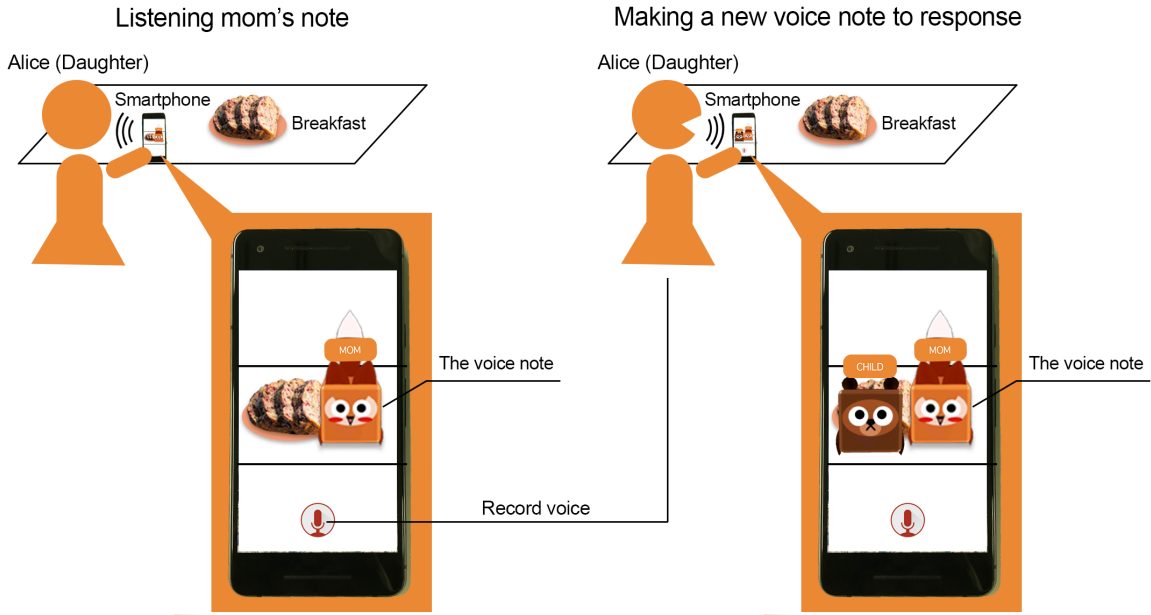 Listening mom's note
Making a new voice note to response
Alice (Daughter)
Smartphone
Breakfast
MOM
The voice note
Record voice
Alice (Daughter)
Smartphone
Breakfast
CHILD
MOM
The voice note